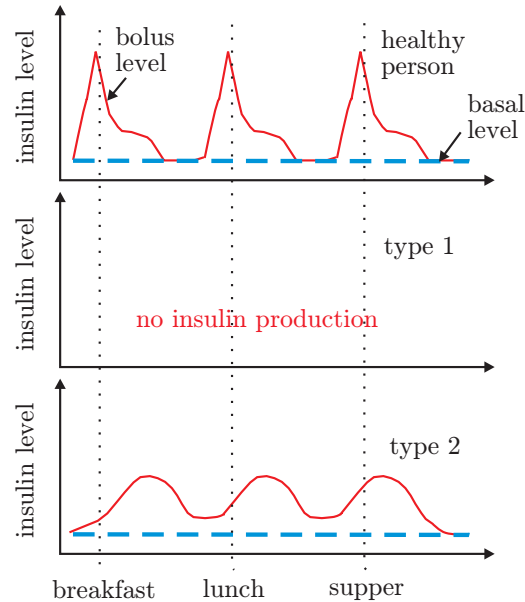 insulin level
bolus
level
healthy
person
basal
level
insulin level
type 1
no insulin production
insulin level
type 2
breakfast
lunch
supper